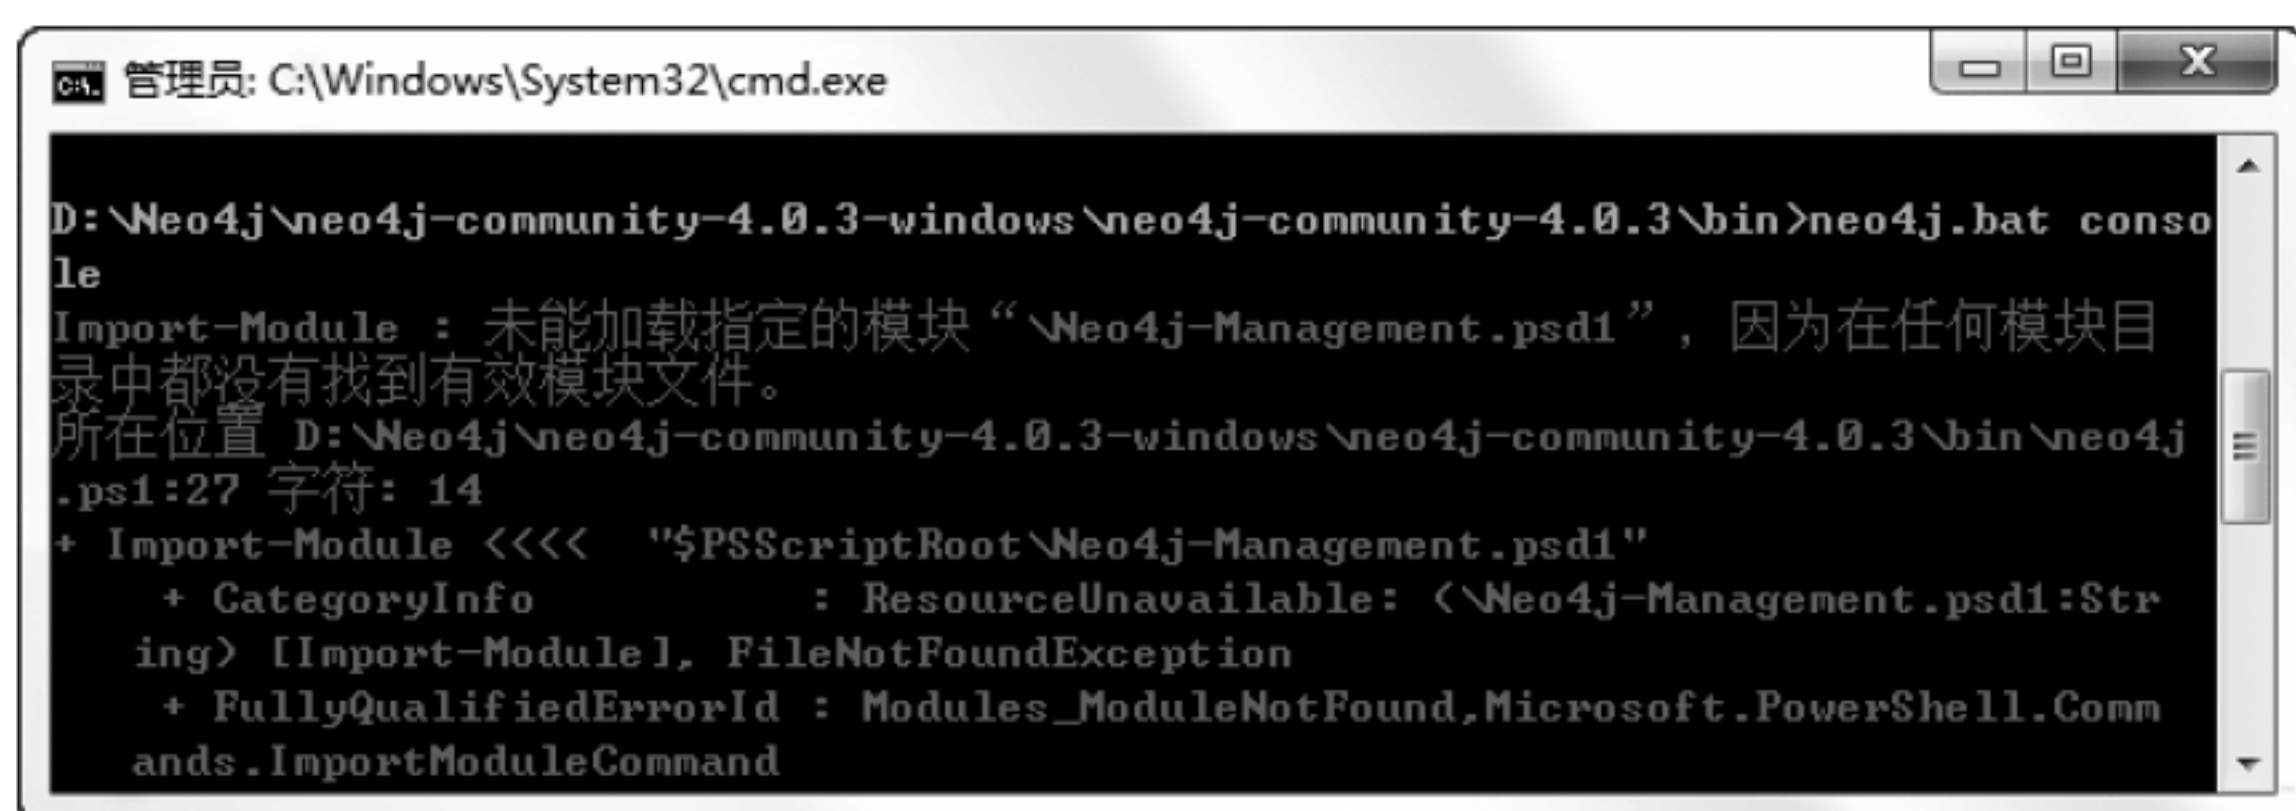 管理员: C:\Windows\System32\cmd.exe
D:\Neo4j\neo4j-community-4.0.3-windows\neo4j-community-4.0.3\bin>neo4j.bat conso
le
Import-Module : 未能加载指定的模块“\Neo4j-Management.psd1”，因为在任何模块目
录中都没有找到有效模块文件。
所在位置 D:\Neo4j\neo4j-community-4.0.3-windows\neo4j-community-4.0.3\bin\neo4j
.ps1:27 字符: 14
+ Import-Module <<<<  "$PSScriptRoot\Neo4j-Management.psd1"
    + CategoryInfo          : ResourceUnavailable: (\Neo4j-Management.psd1:Str
   ing) [Import-Module], FileNotFoundException
    + FullyQualifiedErrorId : Modules_ModuleNotFound,Microsoft.PowerShell.Comm
   ands.ImportModuleCommand